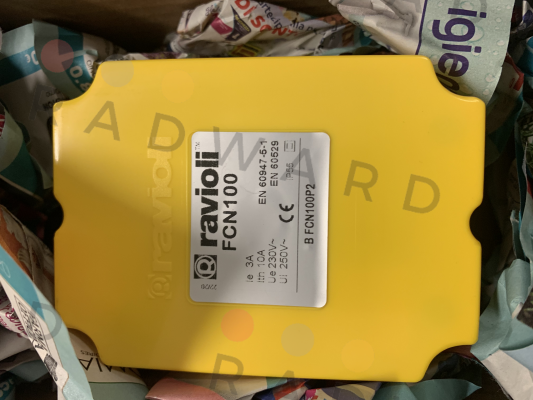 ravioli
FCN100
EN 60947-5-1
EN 60529
Ie 3A
Ith 10A
Ue 230V~
Ui 250V~
CE
B FCN100P2
® ravioli
ADWARD
igie